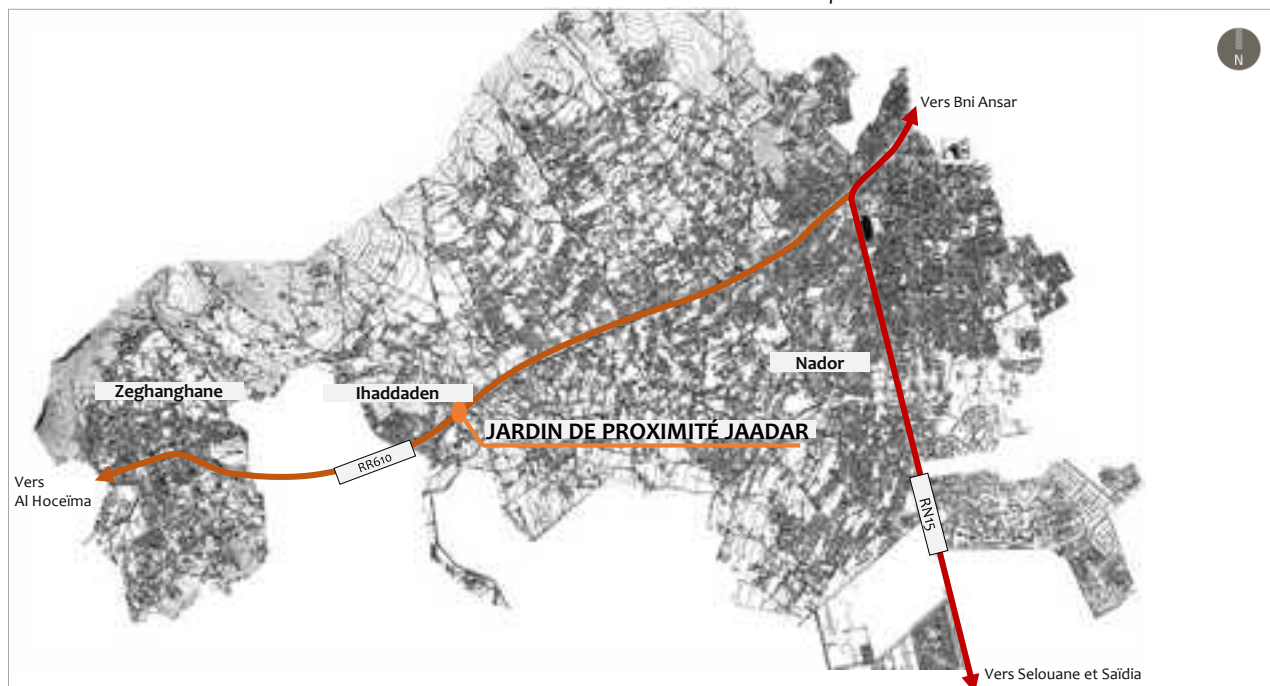 N
Vers Bni Ansar
Nador
Zeghanghane
Ihaddaden
JARDIN DE PROXIMITÉ JAADAR
RR610
Vers
Al Hoceïma
RN15
Vers Selouane et Saïdia